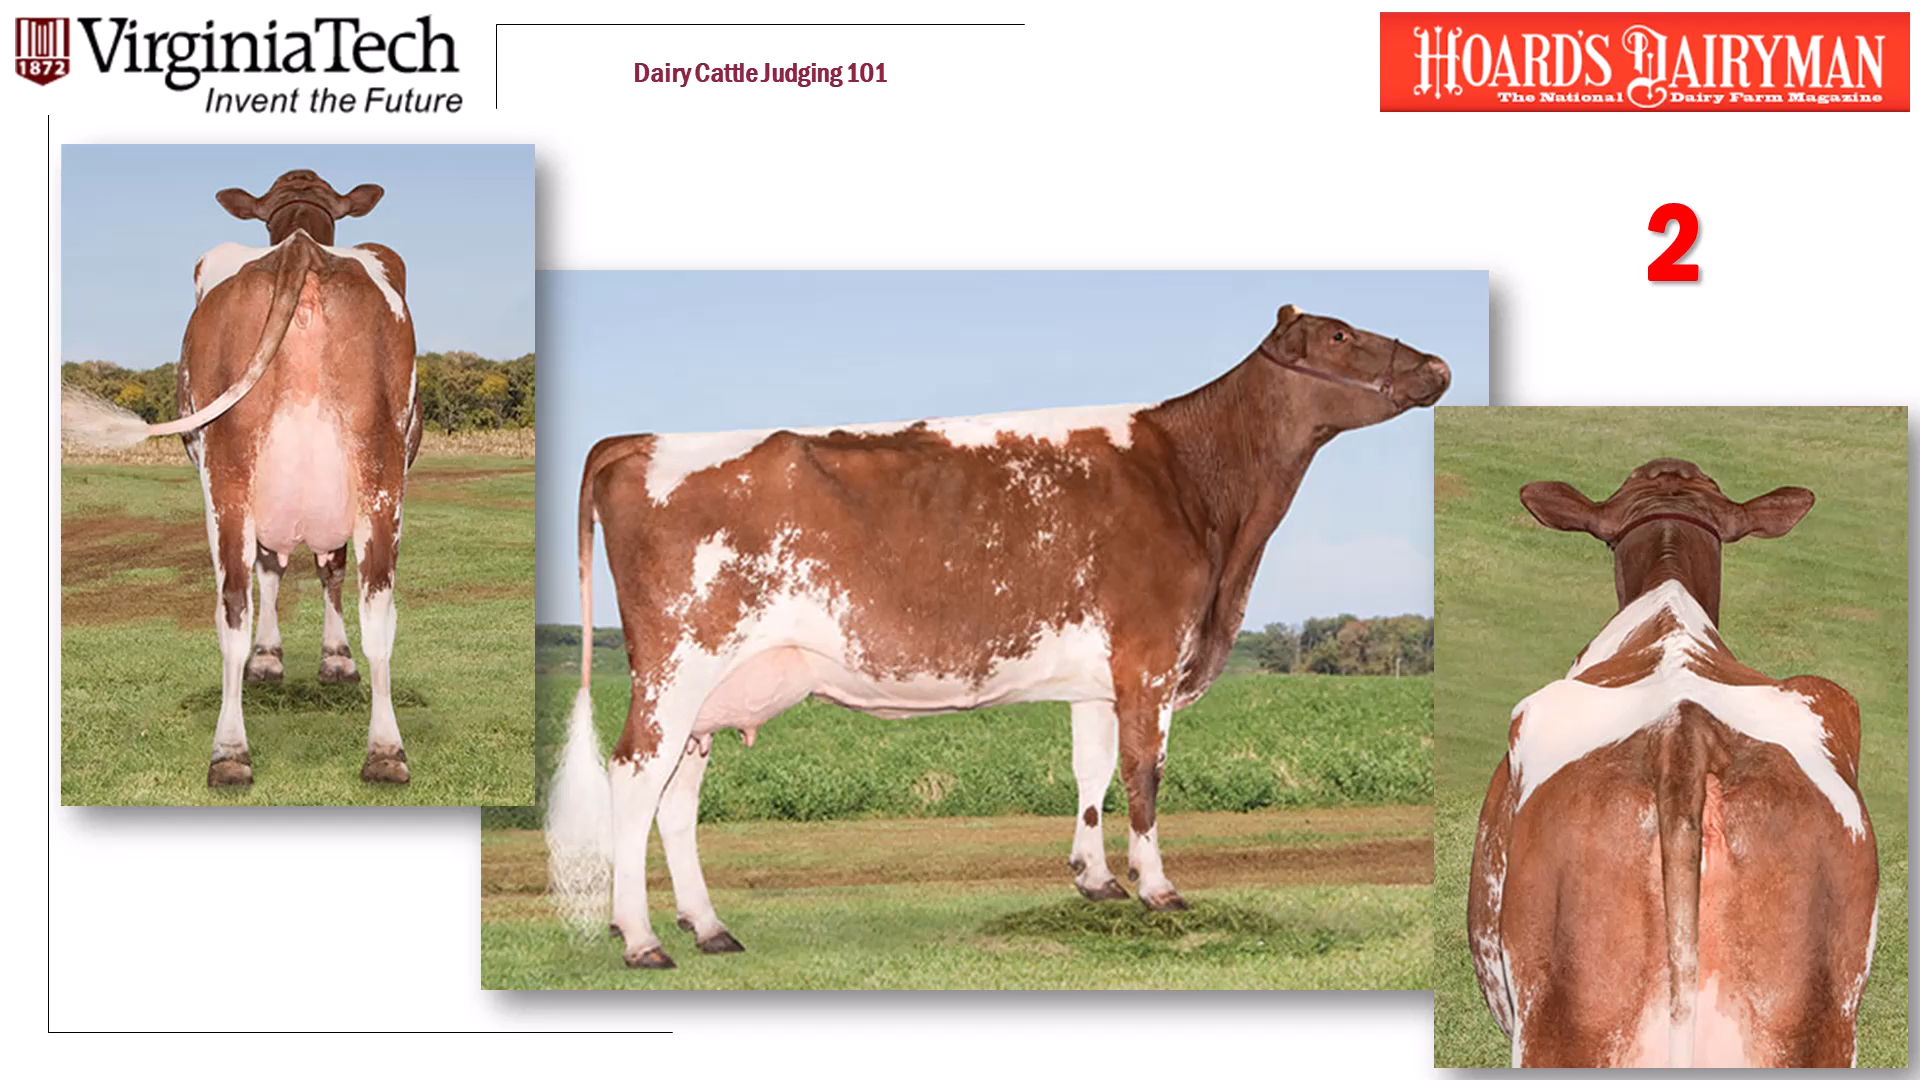 VirginiaTech
1872
Invent the Future
Dairy Cattle Judging 101
HOARD'S DAIRYMAN
The National Dairy Farm Magazine
2